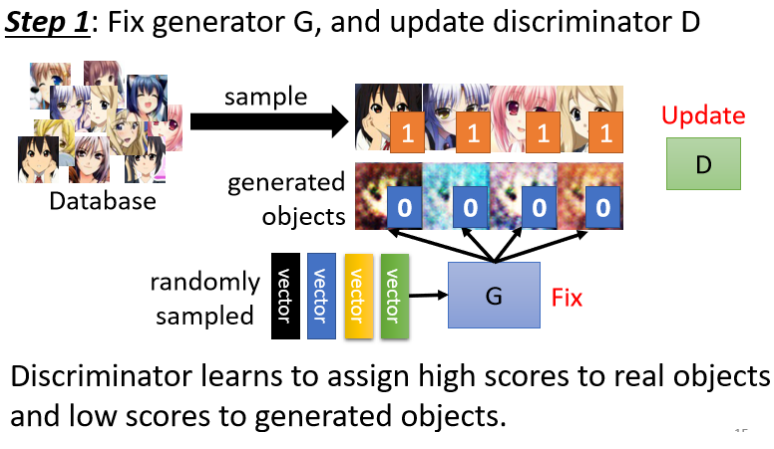 Step 1: Fix generator G, and update discriminator D
sample
1 1 1 1
Update
D
Database
generated
objects
0 0 0 0
randomly
sampled
vector vector vector vector
G
Fix
Discriminator learns to assign high scores to real objects
and low scores to generated objects.